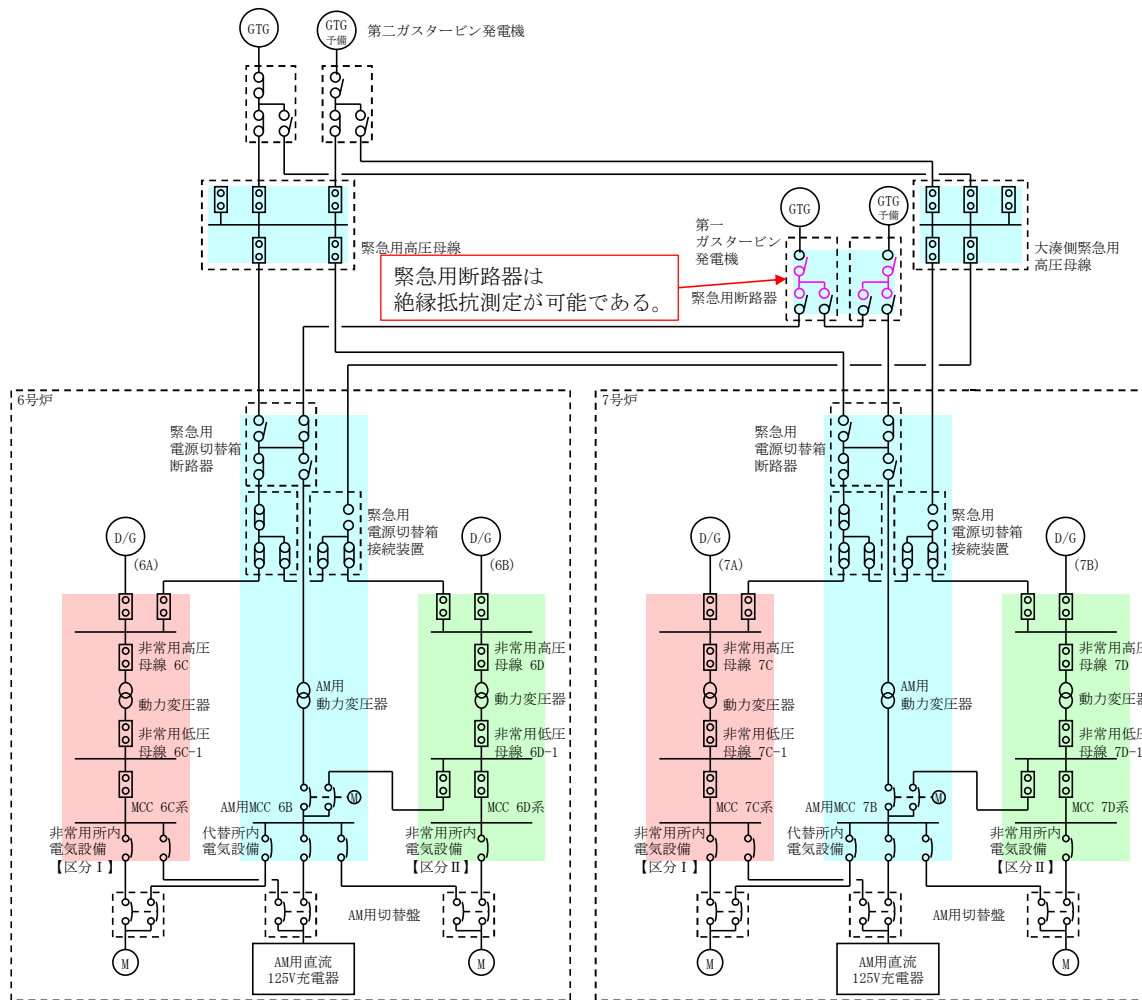 GTG
GTG
予備
第二ガスタービン発電機
緊急用高圧母線
GTG
GTG
予備
第一
ガスタービン
発電機
緊急用断路器
大湊側緊急用
高圧母線
緊急用断路器は
絶縁抵抗測定が可能である。
6号炉
緊急用
電源切替箱
断路器
緊急用
電源切替箱
接続装置
D/G
(6A)
D/G
(6B)
非常用高圧
母線 6C
動力変圧器
非常用低圧
母線 6C-1
MCC 6C系
AM用
動力変圧器
非常用高圧
母線 6D
動力変圧器
非常用低圧
母線 6D-1
MCC 6D系
AM用MCC 6B
M
非常用所内
電気設備
【区分Ⅰ】
代替所内
電気設備
非常用所内
電気設備
【区分Ⅱ】
AM用切替盤
M
AM用直流
125V充電器
M
7号炉
緊急用
電源切替箱
断路器
緊急用
電源切替箱
接続装置
D/G
(7A)
D/G
(7B)
非常用高圧
母線 7C
動力変圧器
非常用低圧
母線 7C-1
MCC 7C系
AM用
動力変圧器
非常用高圧
母線 7D
動力変圧器
非常用低圧
母線 7D-1
MCC 7D系
AM用MCC 7B
M
非常用所内
電気設備
【区分Ⅰ】
代替所内
電気設備
非常用所内
電気設備
【区分Ⅱ】
AM用切替盤
M
AM用直流
125V充電器
M